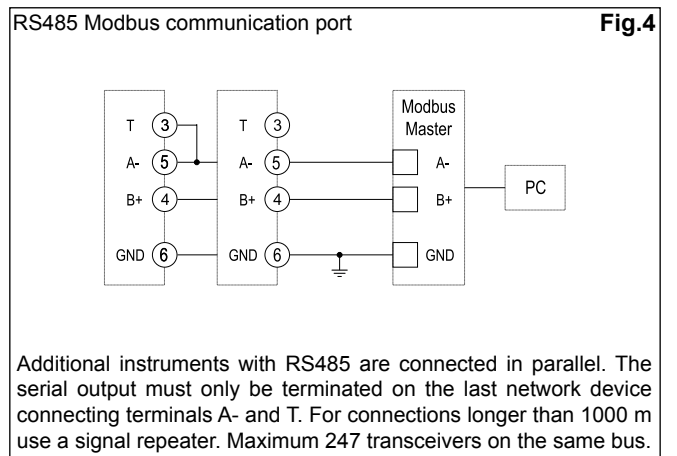 RS485 Modbus communication port Fig.4
Modbus
Master
T 3 T 3
A- 5 A- 5 A-
PC
B+ 4 B+ 4 B+
GND 6 GND 6 GND
Additional instruments with RS485 are connected in parallel. The
serial output must only be terminated on the last network device
connecting terminals A- and T. For connections longer than 1000 m
use a signal repeater. Maximum 247 transceivers on the same bus.